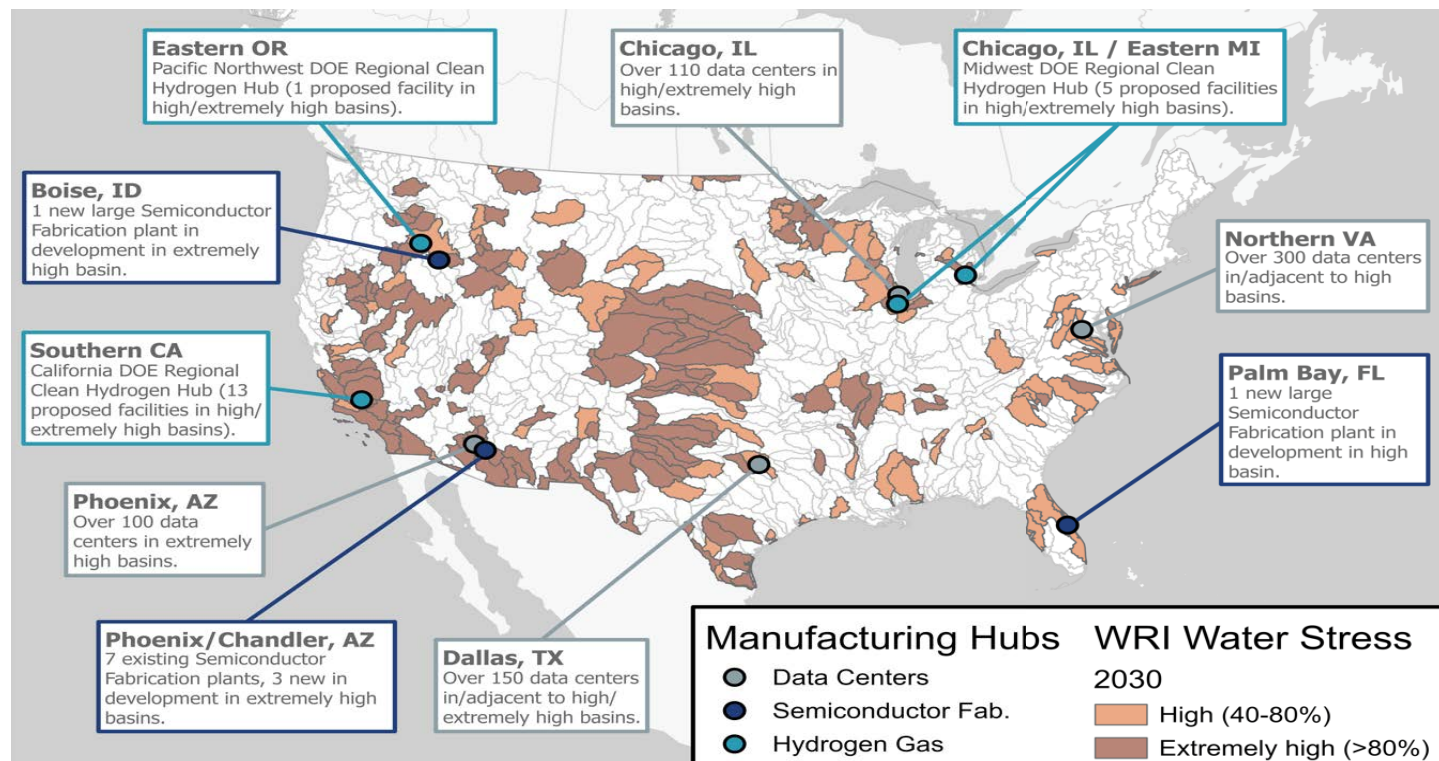 Eastern OR
Pacific Northwest DOE Regional Clean
Hydrogen Hub (1 proposed facility in
high/extremely high basins).
Chicago, IL
Over 110 data centers in
high/extremely high
basins.
Chicago, IL / Eastern MI
Midwest DOE Regional Clean
Hydrogen Hub (5 proposed facilities
in high/extremely high basins).
Boise, ID
1 new large Semiconductor
Fabrication plant in
development in extremely
high basin.
Northern VA
Over 300 data centers
in/adjacent to high
basins.
Southern CA
California DOE Regional
Clean Hydrogen Hub (13
proposed facilities in high/
extremely high basins).
Palm Bay, FL
1 new large
Semiconductor
Fabrication plant in
development in high
basin.
Phoenix, AZ
Over 100 data
centers in extremely
high basins.
Phoenix/Chandler, AZ
7 existing Semiconductor
Fabrication plants, 3 new in
development in extremely high
basins.
Dallas, TX
Over 150 data centers
in/adjacent to high/
extremely high basins.
Manufacturing Hubs
Data Centers
Semiconductor Fab.
Hydrogen Gas
WRI Water Stress
2030
High (40-80%)
Extremely high (>80%)